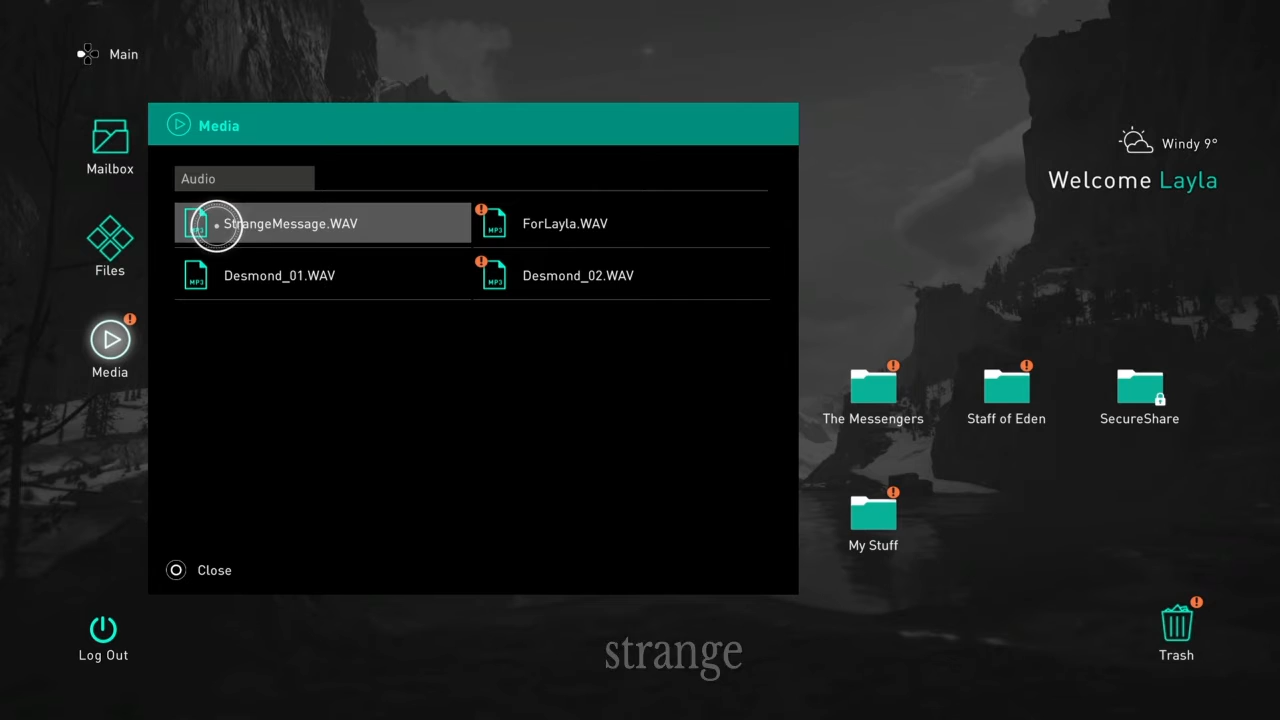 Main
Media
Mailbox
Windy 9°
Welcome Layla
Audio
StrangeMessage.WAV
ForLayla.WAV
MP3
MP3
Files
Desmond_01.WAV
Desmond_02.WAV
MP3
MP3
Media
The Messengers
Staff of Eden
SecureShare
My Stuff
Close
Log Out
strange
Trash